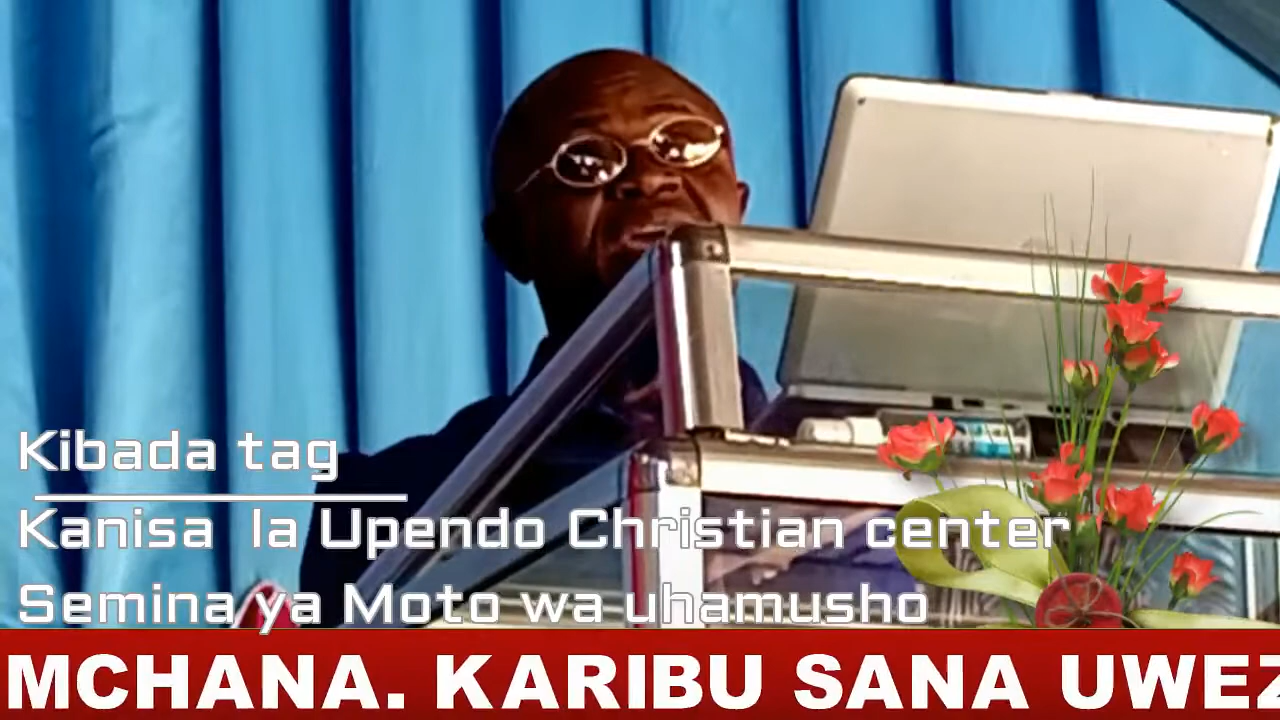 Kibada tag
Kanisa la Upendo Christian center
Semina ya Moto wa uhamusho
MCHANA. KARIBU SANA UWEZ